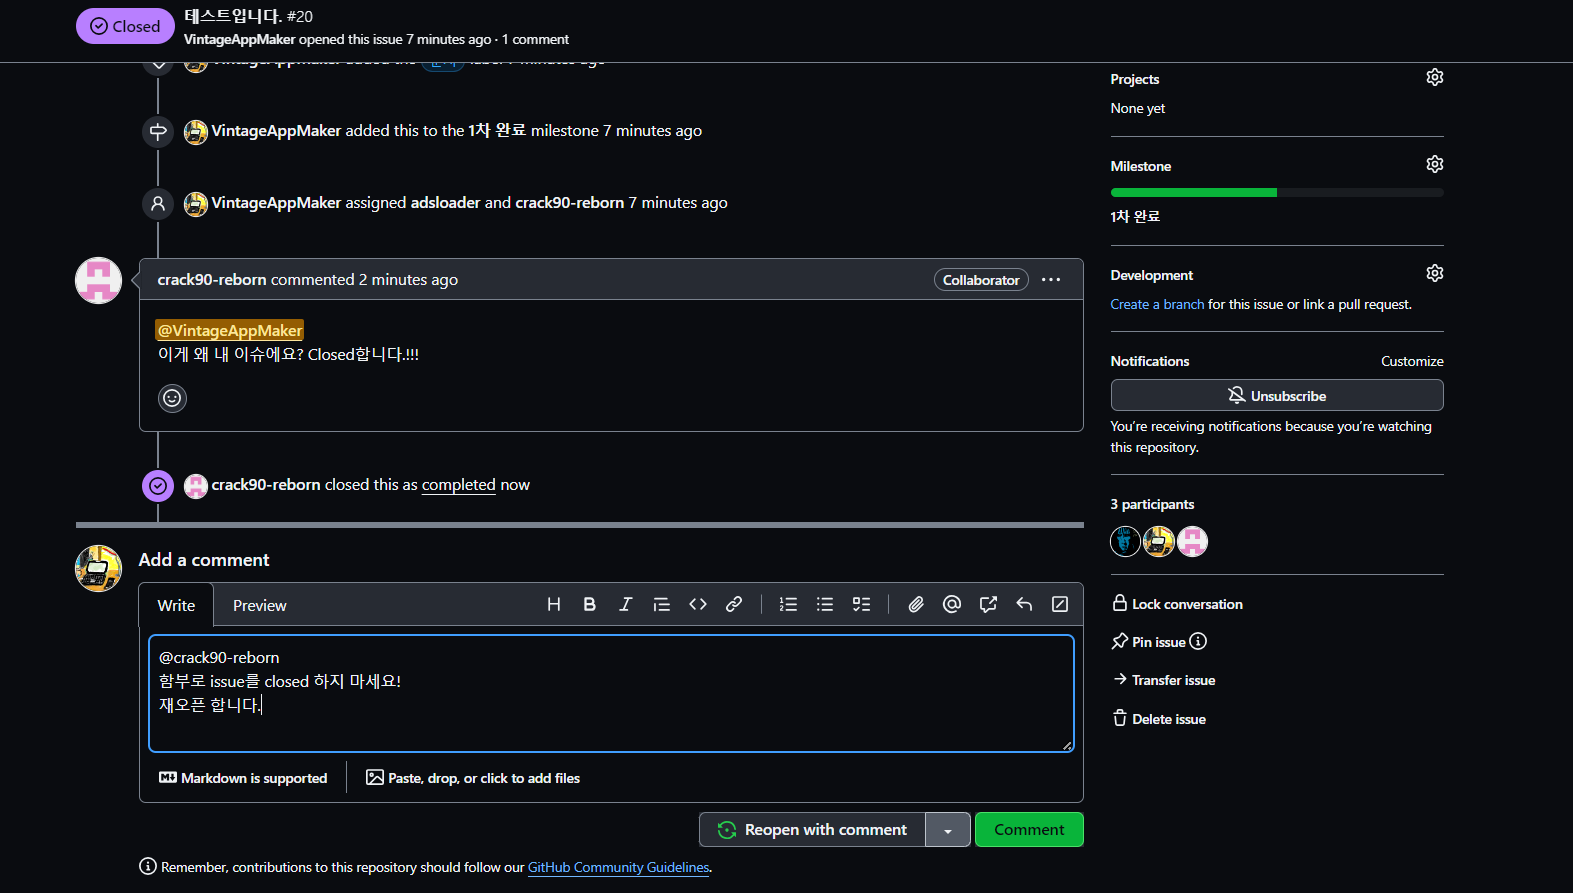 Closed
테스트입니다. #20
VintageAppMaker opened this issue 7 minutes ago · 1 comment
VintageAppMaker added this to the 1차 완료 milestone 7 minutes ago
VintageAppMaker assigned adsloader and crack90-reborn 7 minutes ago
crack90-reborn commented 2 minutes ago
Collaborator
@VintageAppMaker
이게 왜 내 이슈에요? Closed합니다.!!!
crack90-reborn closed this as completed now
Add a comment
Write
Preview
@crack90-reborn
함부로 issue를 closed 하지 마세요!
재오픈 합니다.
Markdown is supported
Paste, drop, or click to add files
Reopen with comment
Comment
Remember, contributions to this repository should follow our GitHub Community Guidelines.
Projects
None yet
Milestone
1차 완료
Development
Create a branch for this issue or link a pull request.
Notifications
Customize
Unsubscribe
You're receiving notifications because you're watching
this repository.
3 participants
Lock conversation
Pin issue
Transfer issue
Delete issue